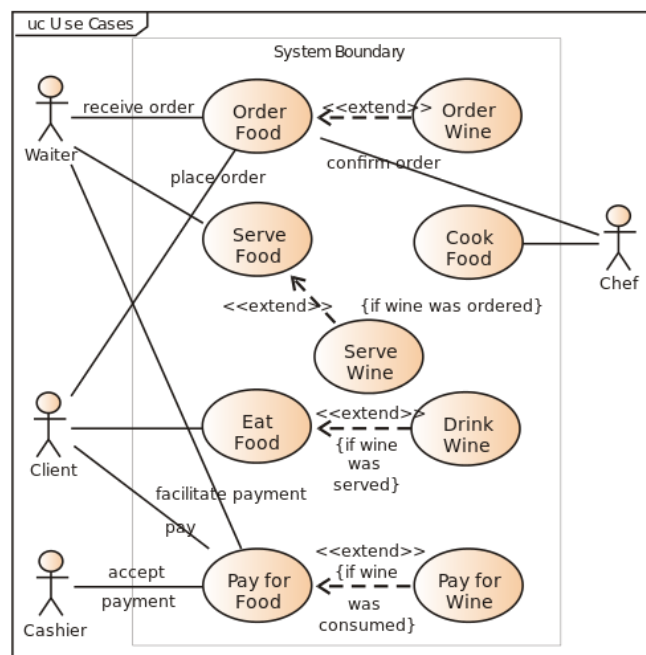 uc Use Cases
System Boundary
receive order
Order
Food
<<extend>>
Order
Wine
Waiter
place order
confirm order
Serve
Food
Cook
Food
Chef
<<extend>>
{if wine was ordered}
Serve
Wine
Eat
Food
<<extend>>
{if wine
was
served}
Drink
Wine
Client
facilitate payment
pay
accept
payment
Pay for
Food
<<extend>>
{if wine
was
consumed}
Pay for
Wine
Cashier